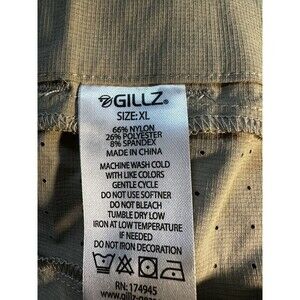 GILLZ®
SIZE:XL
66% NYLON
26% POLYESTER
8% SPANDEX
MADE IN CHINA
MACHINE WASH COLD
WITH LIKE COLORS
GENTLE CYCLE
DO NOT USE SOFTNER
DO NOT BLEACH
TUMBLE DRY LOW
IRON AT LOW TEMPERATURE
IF NEEDED
DO NOT IRON DECORATION
RN: 174945